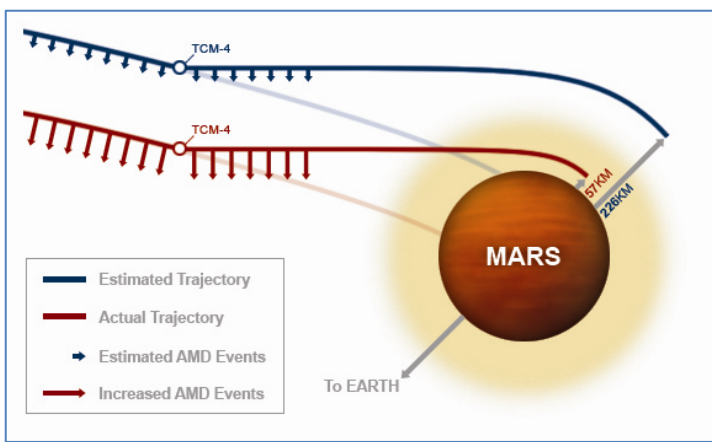 TCM-4
TCM-4
57KM
226KM
MARS
Estimated Trajectory
Actual Trajectory
Estimated AMD Events
Increased AMD Events
To EARTH